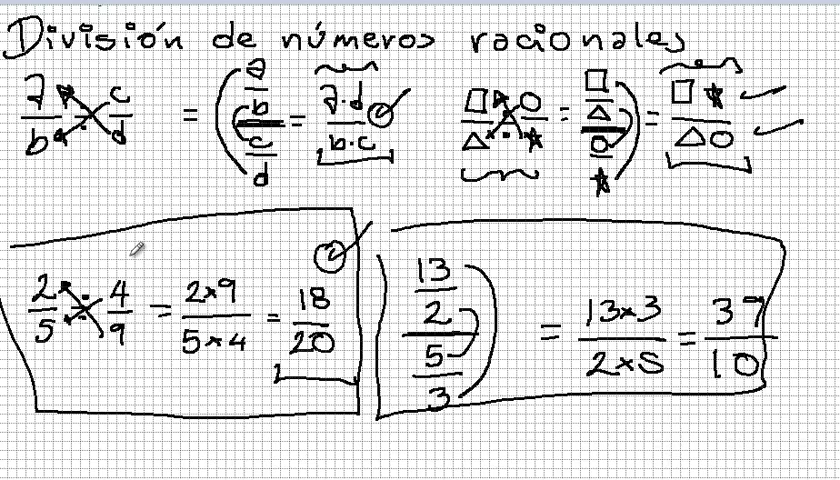 División de números racionales
a/b ÷ c/d = (a/b)/(c/d) = a·d/b·c
□/△ ÷ ○/☆ = (□/△)/(○/☆) = □☆/△○
2/5 ÷ 4/9 = 2×9/5×4 = 18/20
(13/2)/(5/3) = 13×3/2×5 = 39/10